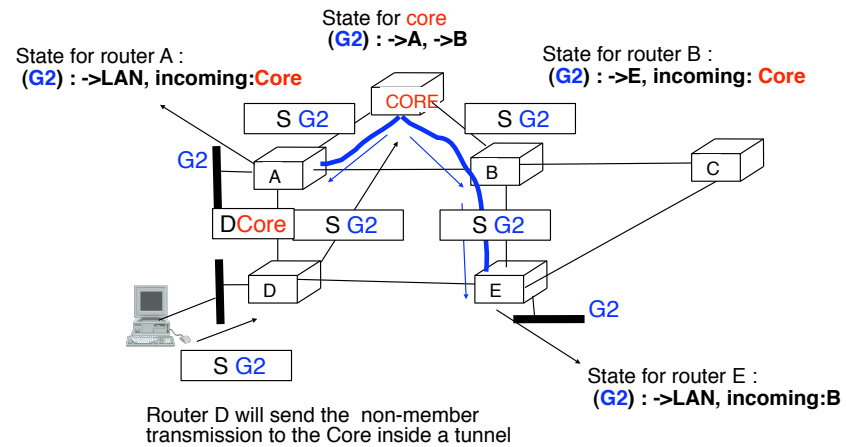 State for core
(G2) : ->A, ->B
State for router A :
(G2) : ->LAN, incoming:Core
State for router B :
(G2) : ->E, incoming: Core
CORE
S G2
S G2
G2
A
B
C
DCore
S G2
S G2
D
E
G2
S G2
State for router E :
(G2) : ->LAN, incoming:B
Router D will send the non-member
transmission to the Core inside a tunnel